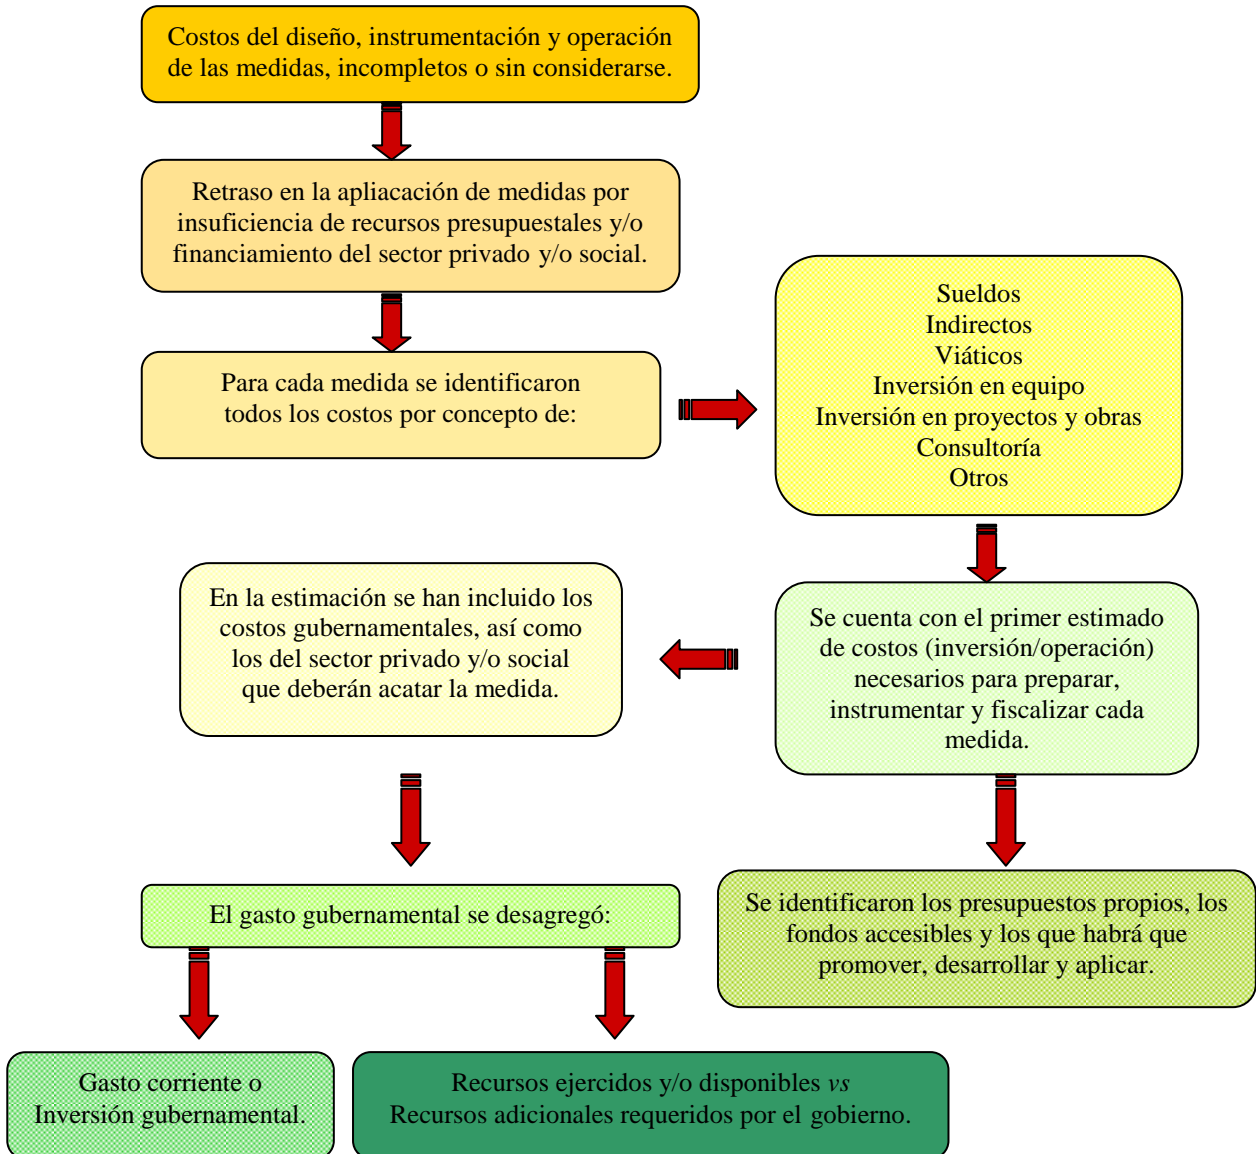 Costos del diseño, instrumentación y operación
de las medidas, incompletos o sin considerarse.
Retraso en la apliacación de medidas por
insuficiencia de recursos presupuestales y/o
financiamiento del sector privado y/o social.
Para cada medida se identificaron
todos los costos por concepto de:
Sueldos
Indirectos
Viáticos
Inversión en equipo
Inversión en proyectos y obras
Consultoría
Otros
Se cuenta con el primer estimado
de costos (inversión/operación)
necesarios para preparar,
instrumentar y fiscalizar cada
medida.
En la estimación se han incluido los
costos gubernamentales, así como
los del sector privado y/o social
que deberán acatar la medida.
Se identificaron los presupuestos propios, los
fondos accesibles y los que habrá que
promover, desarrollar y aplicar.
El gasto gubernamental se desagregó:
Gasto corriente o
Inversión gubernamental.
Recursos ejercidos y/o disponibles vs
Recursos adicionales requeridos por el gobierno.